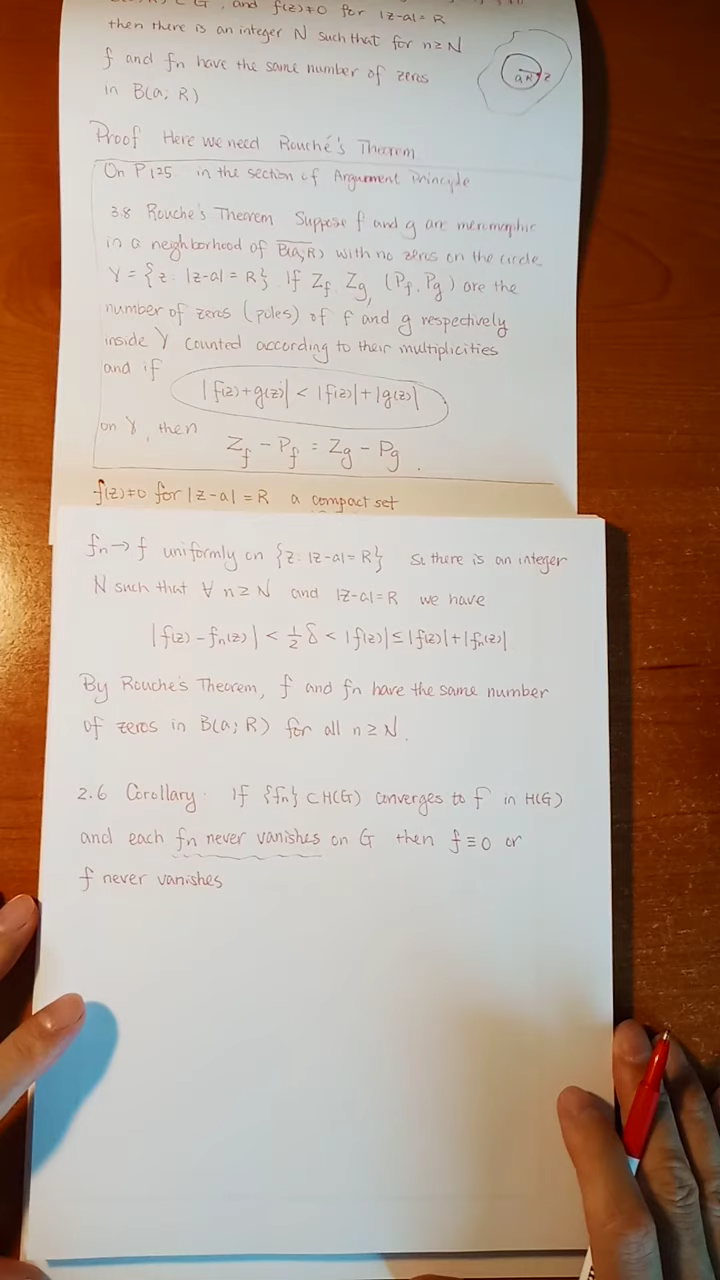 , and f(z)≠0 for |z-a|=R
then there is an integer N such that for n≥N
f and fn have the same number of zeros
in B(a; R)
a R z
Proof Here we need Rouché's Theorem
On P125 in the section of Argument Principle
3.8 Rouche's Theorem Suppose f and g are meromorphic
in a neighborhood of B(a;R) with no zeros on the circle
γ = {z: |z-a| = R} If Zf, Zg, (Pf, Pg) are the
number of zeros (poles) of f and g respectively
inside γ counted according to their multiplicities
and if
|f(z)+g(z)| < |f(z)|+|g(z)|
on γ, then
Zf - Pf = Zg - Pg.
f(z)≠0 for |z-a|=R a compact set
fn→f uniformly on {z: |z-a|=R} So there is an integer
N such that ∀ n≥N and |z-a|=R we have
|f(z)-fn(z)| < ½δ < |f(z)| ≤ |f(z)|+|fn(z)|
By Rouche's Theorem, f and fn have the same number
of zeros in B(a; R) for all n≥N.
2.6 Corollary. If {fn} ⊂ H(G) converges to f in H(G)
and each fn never vanishes on G then f≡0 or
f never vanishes